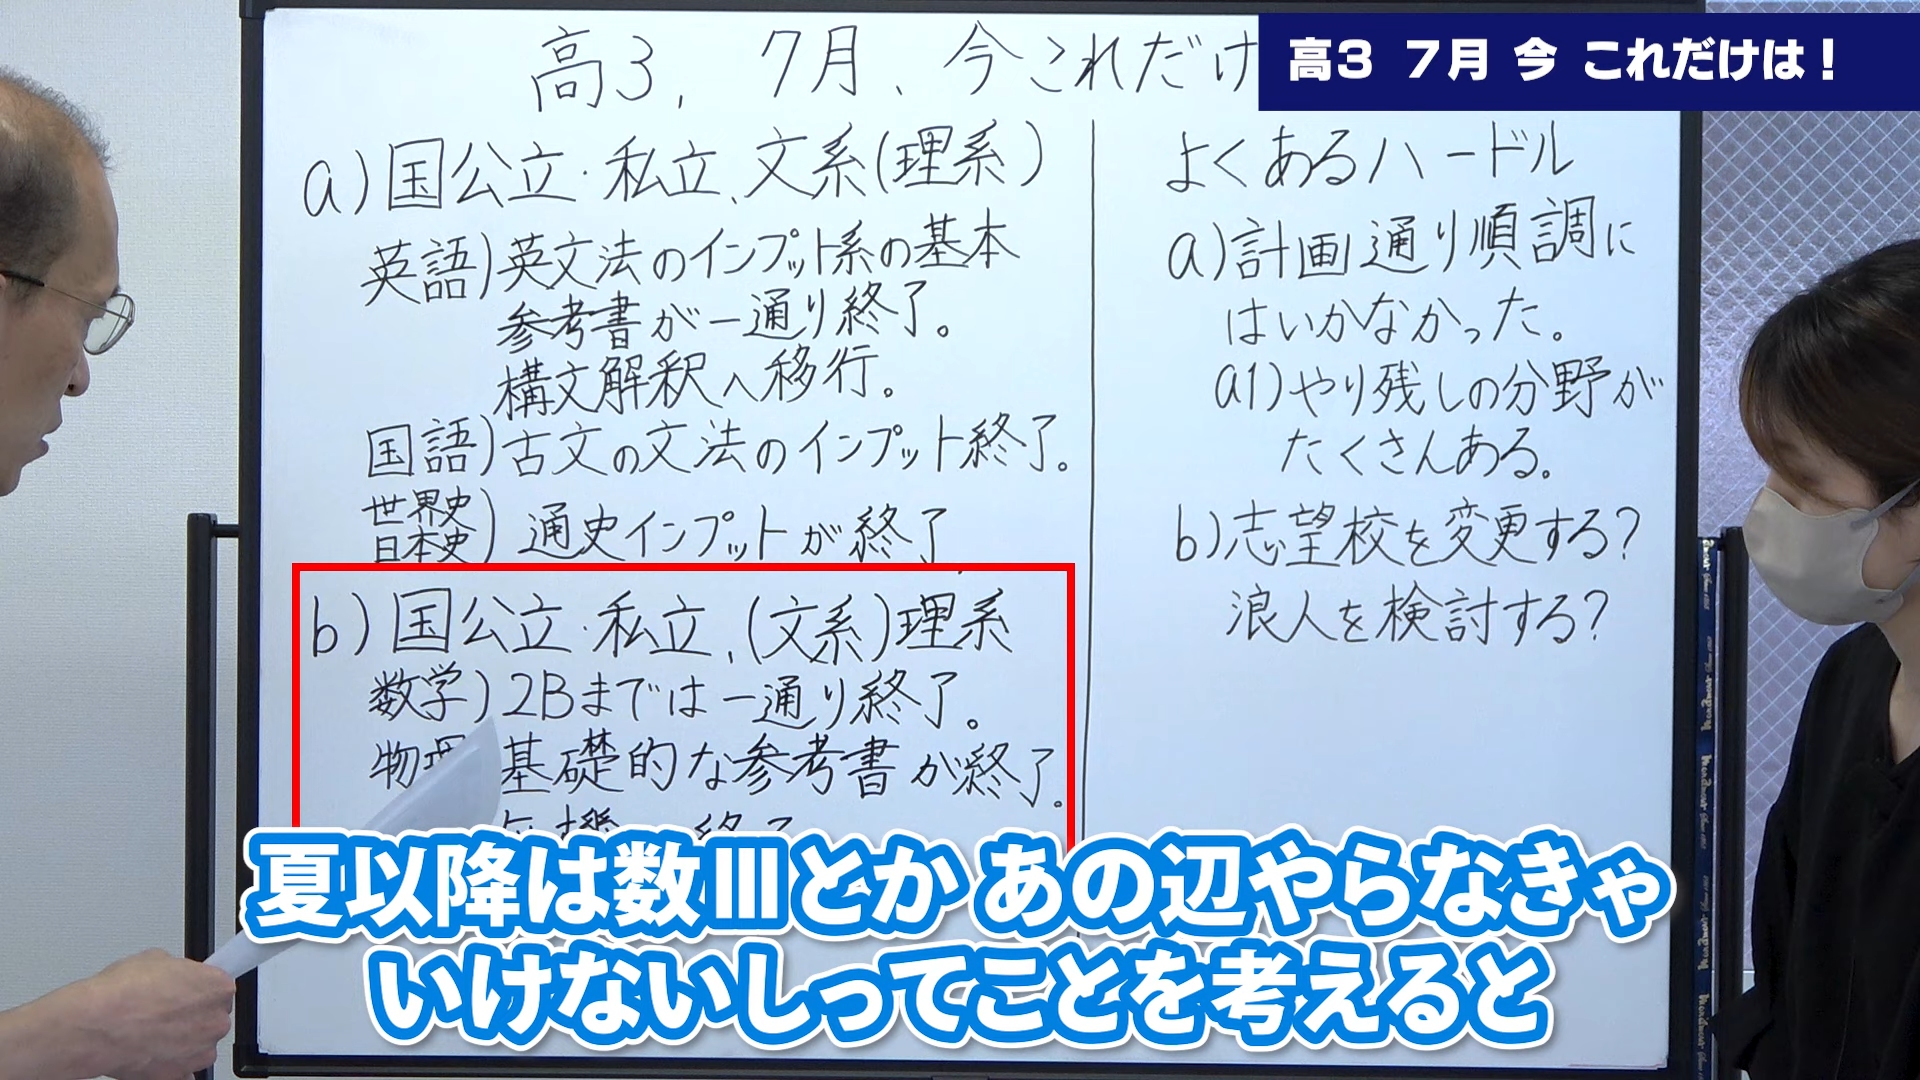 高3, 7月、今これだけ
高3 7月 今 これだけは！
a)国公立・私立、文系(理系)
英語)英文法のインプット系の基本
参考書が一通り終了。
構文解釈へ移行。
国語)古文の文法のインプット終了。
世界史
日本史) 通史インプットが終了
b)国公立・私立、(文系)理系
数学)2Bまでは一通り終了。
物理 基礎的な参考書が終了。
よくあるハードル
a)計画通り順調に
はいかなかった。
a1)やり残しの分野が
たくさんある。
b)志望校を変更する?
浪人を検討する?
夏以降は数Ⅲとか あの辺やらなきゃ
いけないしってことを考えると